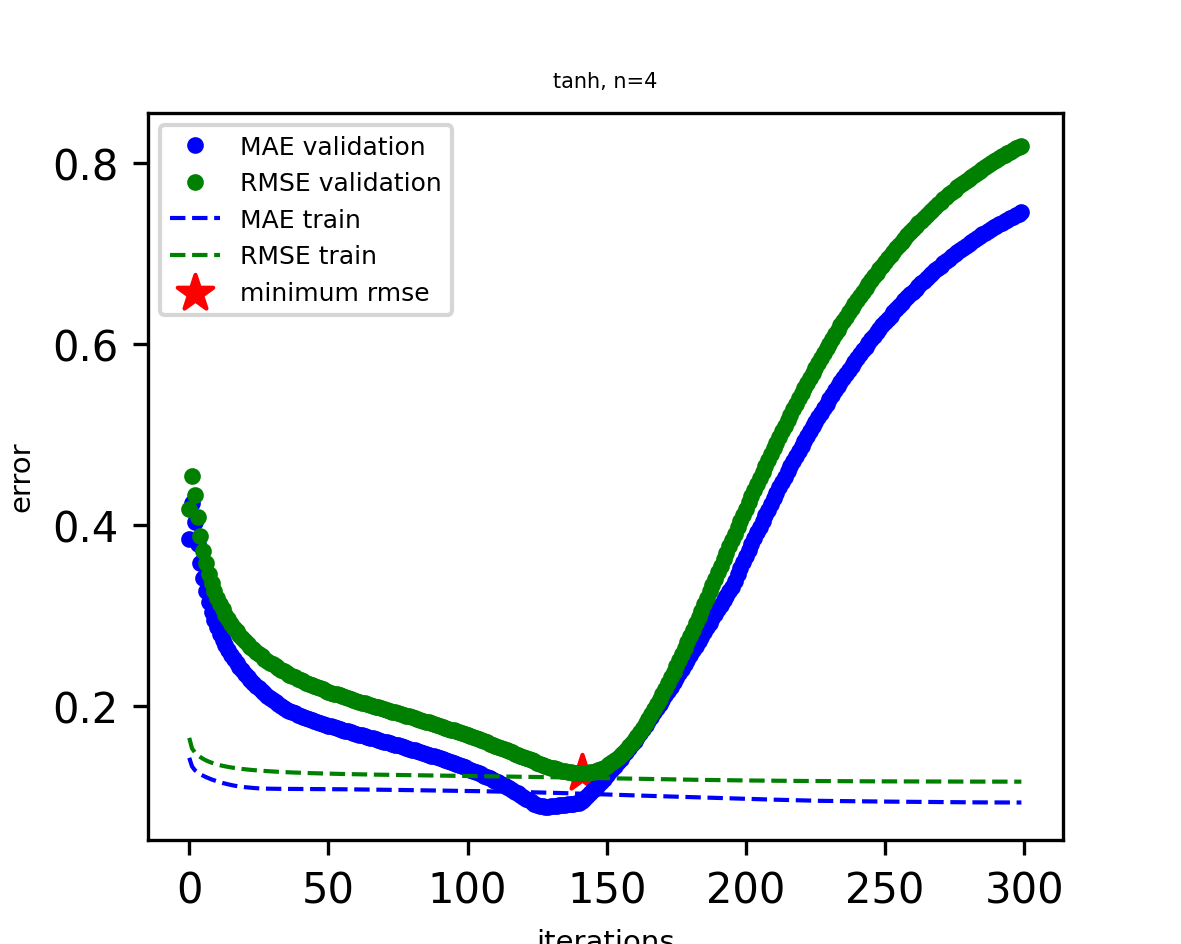 tanh, n=4
MAE validation
RMSE validation
MAE train
RMSE train
minimum rmse
error
0.8
0.6
0.4
0.2
0 50 100 150 200 250 300
iterations